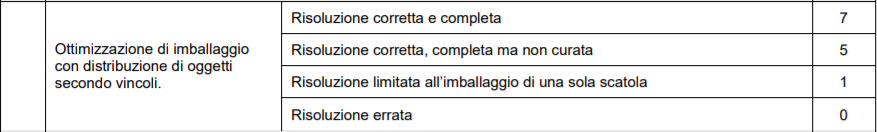 Risoluzione corretta e completa 7
Ottimizzazione di imballaggio
con distribuzione di oggetti
secondo vincoli.
Risoluzione corretta, completa ma non curata 5
Risoluzione limitata all'imballaggio di una sola scatola 1
Risoluzione errata 0